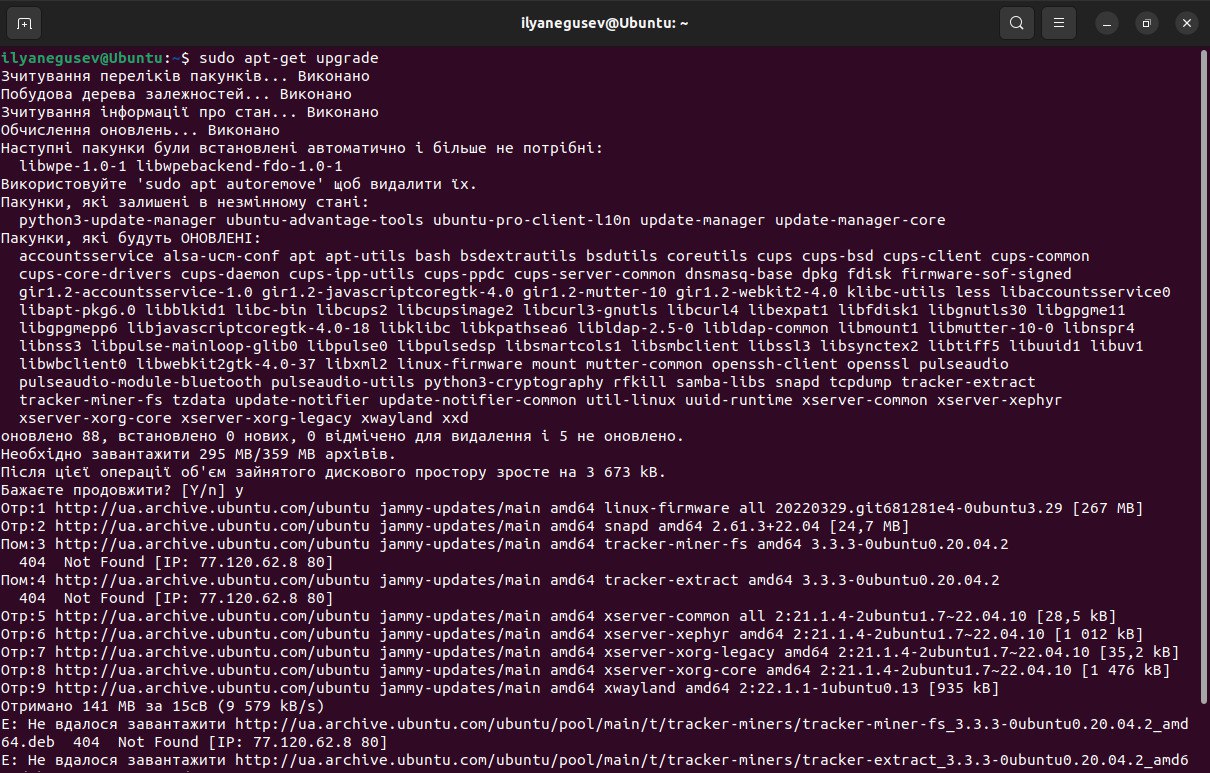 ilyanegusev@Ubuntu: ~
ilyanegusev@Ubuntu:~$ sudo apt-get upgrade
Зчитування переліків пакунків... Виконано
Побудова дерева залежностей... Виконано
Зчитування інформації про стан... Виконано
Обчислення оновлень... Виконано
Наступні пакунки були встановлені автоматично і більше не потрібні:
  libwpe-1.0-1 libwpebackend-fdo-1.0-1
Використовуйте 'sudo apt autoremove' щоб видалити їх.
Пакунки, які залишені в незмінному стані:
  python3-update-manager ubuntu-advantage-tools ubuntu-pro-client-l10n update-manager update-manager-core
Пакунки, які будуть ОНОВЛЕНІ:
  accountsservice alsa-ucm-conf apt apt-utils bash bsdextrautils bsdutils coreutils cups cups-bsd cups-client cups-common
  cups-core-drivers cups-daemon cups-ipp-utils cups-ppdc cups-server-common dnsmasq-base dpkg fdisk firmware-sof-signed
  gir1.2-accountsservice-1.0 gir1.2-javascriptcoregtk-4.0 gir1.2-mutter-10 gir1.2-webkit2-4.0 klibc-utils less libaccountsservice0
  libapt-pkg6.0 libblkid1 libc-bin libcups2 libcupsimage2 libcurl3-gnutls libcurl4 libexpat1 libfdisk1 libgnutls30 libgpgme11
  libgpgmepp6 libjavascriptcoregtk-4.0-18 libklibc libkpathsea6 libldap-2.5-0 libldap-common libmount1 libmutter-10-0 libnspr4
  libnss3 libpulse-mainloop-glib0 libpulse0 libpulsedsp libsmartcols1 libsmbclient libssl3 libsynctex2 libtiff5 libuuid1 libuv1
  libwbclient0 libwebkit2gtk-4.0-37 libxml2 linux-firmware mount mutter-common openssh-client openssl pulseaudio
  pulseaudio-module-bluetooth pulseaudio-utils python3-cryptography rfkill samba-libs snapd tcpdump tracker-extract
  tracker-miner-fs tzdata update-notifier update-notifier-common util-linux uuid-runtime xserver-common xserver-xephyr
  xserver-xorg-core xserver-xorg-legacy xwayland xxd
оновлено 88, встановлено 0 нових, 0 відмічено для видалення і 5 не оновлено.
Необхідно завантажити 295 MB/359 MB архівів.
Після цієї операції об'єм зайнятого дискового простору зросте на 3 673 kB.
Бажаєте продовжити? [Y/n] y
Отр:1 http://ua.archive.ubuntu.com/ubuntu jammy-updates/main amd64 linux-firmware all 20220329.git681281e4-0ubuntu3.29 [267 MB]
Отр:2 http://ua.archive.ubuntu.com/ubuntu jammy-updates/main amd64 snapd amd64 2.61.3+22.04 [24,7 MB]
Пом:3 http://ua.archive.ubuntu.com/ubuntu jammy-updates/main amd64 tracker-miner-fs amd64 3.3.3-0ubuntu0.20.04.2
  404  Not Found [IP: 77.120.62.8 80]
Пом:4 http://ua.archive.ubuntu.com/ubuntu jammy-updates/main amd64 tracker-extract amd64 3.3.3-0ubuntu0.20.04.2
  404  Not Found [IP: 77.120.62.8 80]
Отр:5 http://ua.archive.ubuntu.com/ubuntu jammy-updates/main amd64 xserver-common all 2:21.1.4-2ubuntu1.7~22.04.10 [28,5 kB]
Отр:6 http://ua.archive.ubuntu.com/ubuntu jammy-updates/main amd64 xserver-xephyr amd64 2:21.1.4-2ubuntu1.7~22.04.10 [1 012 kB]
Отр:7 http://ua.archive.ubuntu.com/ubuntu jammy-updates/main amd64 xserver-xorg-legacy amd64 2:21.1.4-2ubuntu1.7~22.04.10 [35,2 kB]
Отр:8 http://ua.archive.ubuntu.com/ubuntu jammy-updates/main amd64 xserver-xorg-core amd64 2:21.1.4-2ubuntu1.7~22.04.10 [1 476 kB]
Отр:9 http://ua.archive.ubuntu.com/ubuntu jammy-updates/main amd64 xwayland amd64 2:22.1.1-1ubuntu0.13 [935 kB]
Отримано 141 MB за 15сB (9 579 kB/s)
E: Не вдалося завантажити http://ua.archive.ubuntu.com/ubuntu/pool/main/t/tracker-miners/tracker-miner-fs_3.3.3-0ubuntu0.20.04.2_amd
64.deb  404  Not Found [IP: 77.120.62.8 80]
E: Не вдалося завантажити http://ua.archive.ubuntu.com/ubuntu/pool/main/t/tracker-miners/tracker-extract_3.3.3-0ubuntu0.20.04.2_amd6